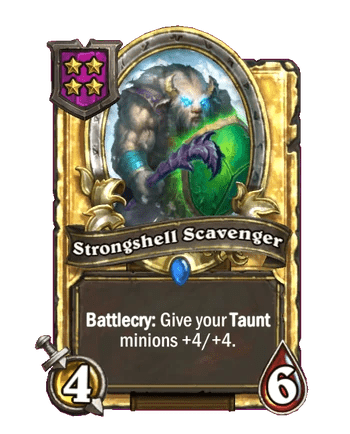 Strongshell Scavenger
Battlecry: Give your Taunt
minions +4/+4.
4
6